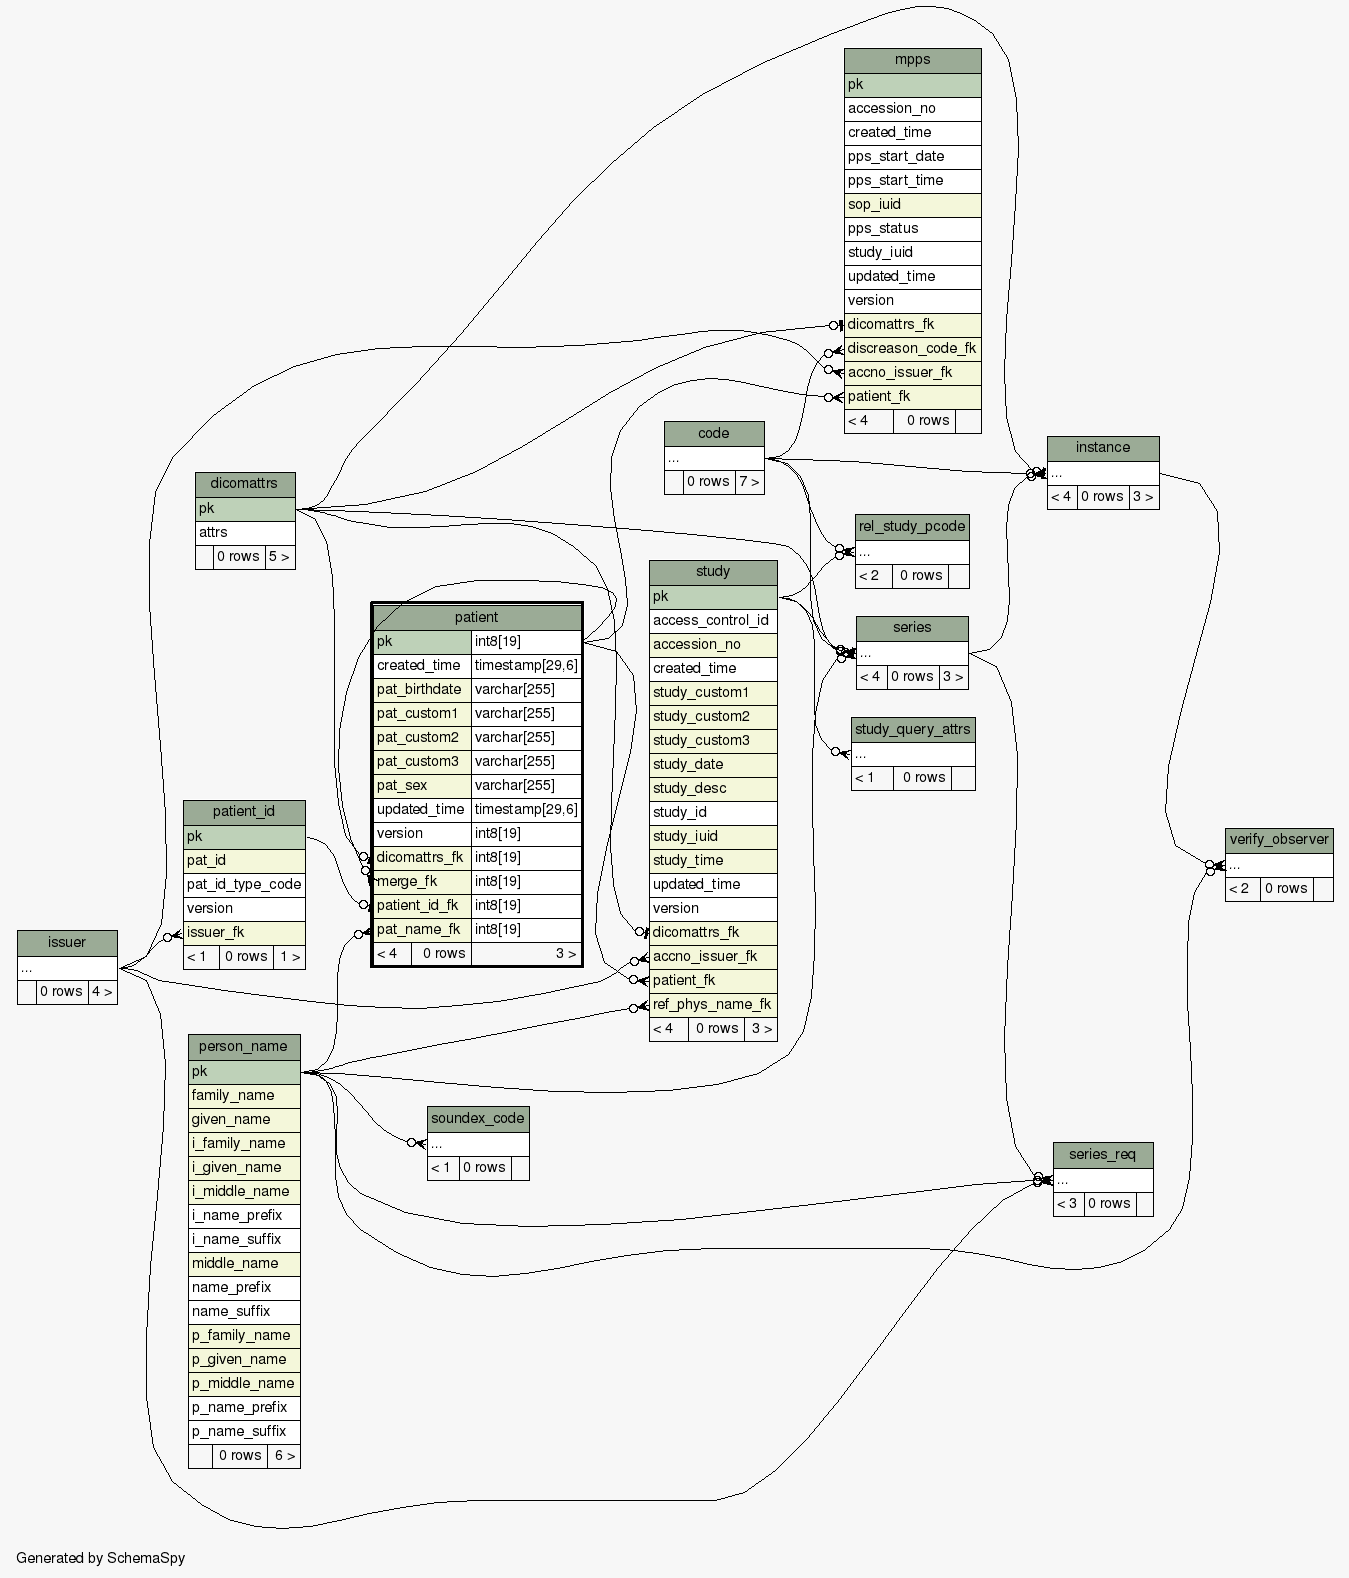 mpps
pk
accession_no
created_time
pps_start_date
pps_start_time
sop_iuid
pps_status
study_iuid
updated_time
version
dicomattrs_fk
discreason_code_fk
accno_issuer_fk
patient_fk
< 4 0 rows
code
...
0 rows 7 >
instance
...
< 4 0 rows 3 >
dicomattrs
pk
attrs
0 rows 5 >
rel_study_pcode
...
< 2 0 rows
study
pk
access_control_id
accession_no
created_time
study_custom1
study_custom2
study_custom3
study_date
study_desc
study_id
study_iuid
study_time
updated_time
version
dicomattrs_fk
accno_issuer_fk
patient_fk
ref_phys_name_fk
< 4 0 rows 3 >
patient
pk int8[19]
created_time timestamp[29,6]
pat_birthdate varchar[255]
pat_custom1 varchar[255]
pat_custom2 varchar[255]
pat_custom3 varchar[255]
pat_sex varchar[255]
updated_time timestamp[29,6]
version int8[19]
dicomattrs_fk int8[19]
merge_fk int8[19]
patient_id_fk int8[19]
pat_name_fk int8[19]
< 4 0 rows 3 >
series
...
< 4 0 rows 3 >
study_query_attrs
...
< 1 0 rows
patient_id
pk
pat_id
pat_id_type_code
version
issuer_fk
< 1 0 rows 1 >
verify_observer
...
< 2 0 rows
issuer
...
0 rows 4 >
person_name
pk
family_name
given_name
i_family_name
i_given_name
i_middle_name
i_name_prefix
i_name_suffix
middle_name
name_prefix
name_suffix
p_family_name
p_given_name
p_middle_name
p_name_prefix
p_name_suffix
0 rows 6 >
soundex_code
...
< 1 0 rows
series_req
...
< 3 0 rows
Generated by SchemaSpy